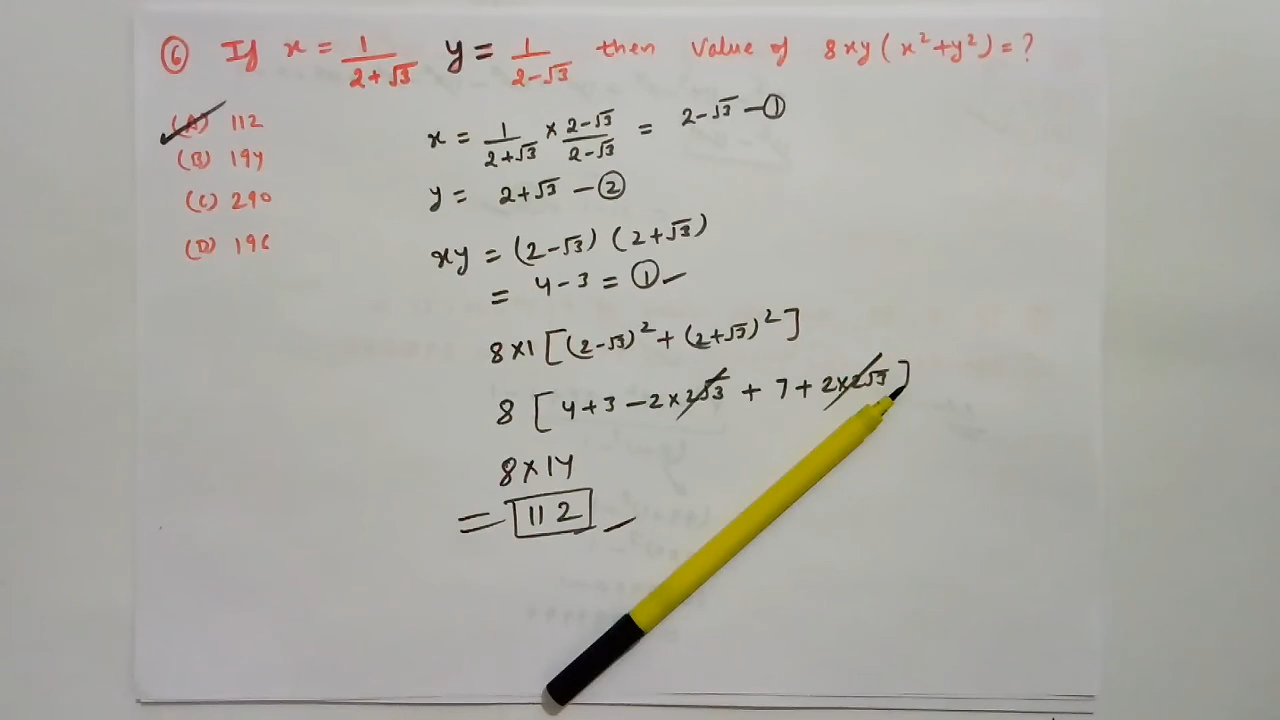 ⑥ If x = 1/(2+√3) y = 1/(2-√3) then value of 8xy(x²+y²)=?
(A) 112
(B) 194
(C) 290
(D) 196
x = 1/(2+√3) × (2-√3)/(2-√3) = 2-√3 -①
y = 2+√3 -②
xy = (2-√3)(2+√3)
= 4-3 = ①
8×1[(2-√3)²+(2+√3)²]
8[4+3-2×2√3+7+2×2√3]
8×14
= 112